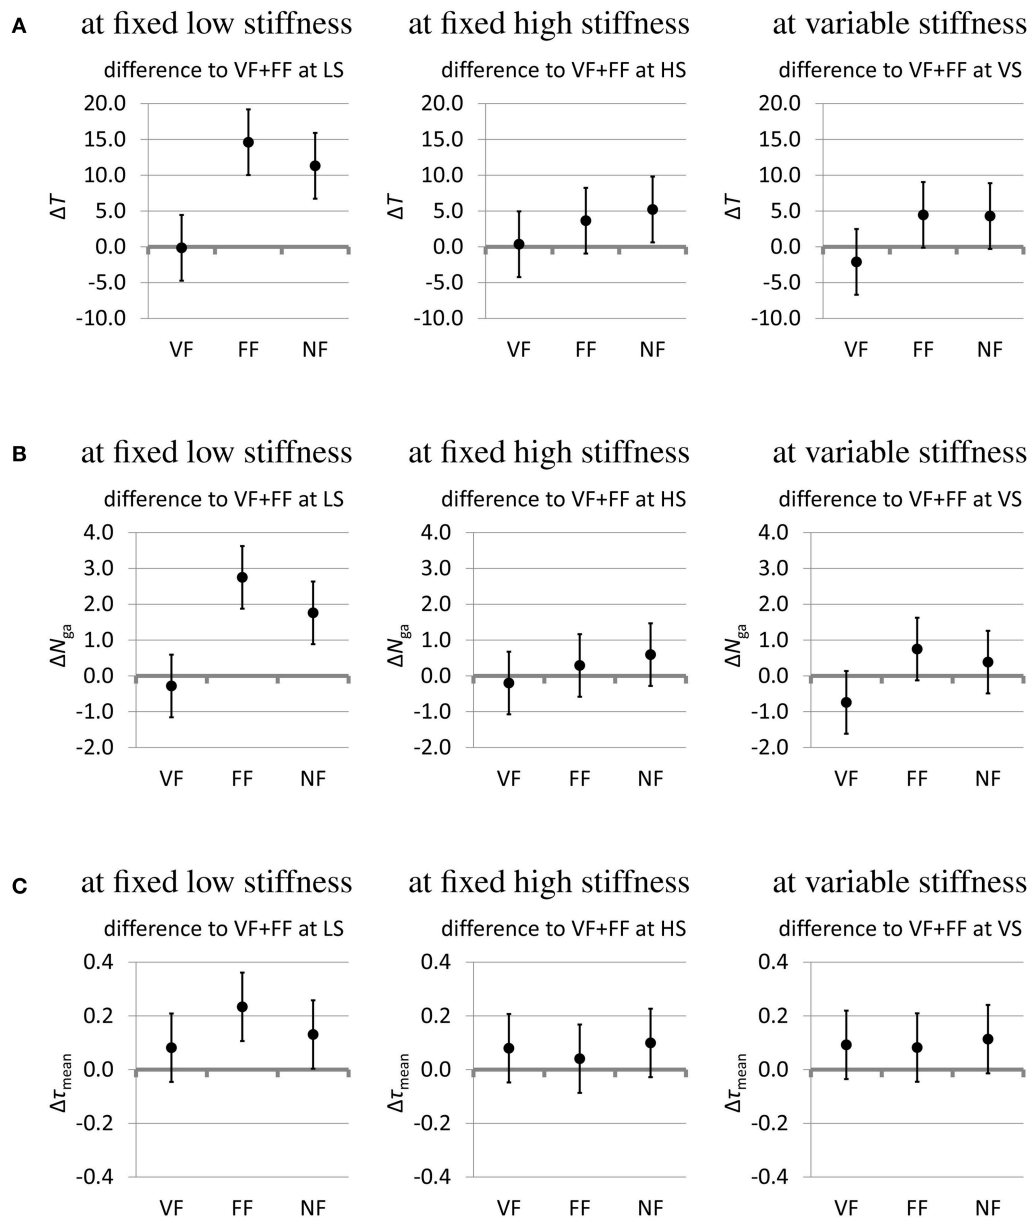 A at fixed low stiffness at fixed high stiffness at variable stiffness
difference to VF+FF at LS difference to VF+FF at HS difference to VF+FF at VS
20.0 20.0 20.0
15.0 15.0 15.0
10.0 10.0 10.0
ΔT ΔT ΔT
5.0 5.0 5.0
0.0 0.0 0.0
-5.0 -5.0 -5.0
-10.0 -10.0 -10.0
VF FF NF VF FF NF VF FF NF
B at fixed low stiffness at fixed high stiffness at variable stiffness
difference to VF+FF at LS difference to VF+FF at HS difference to VF+FF at VS
4.0 4.0 4.0
3.0 3.0 3.0
2.0 2.0 2.0
ΔNga ΔNga ΔNga
1.0 1.0 1.0
0.0 0.0 0.0
-1.0 -1.0 -1.0
-2.0 -2.0 -2.0
VF FF NF VF FF NF VF FF NF
C at fixed low stiffness at fixed high stiffness at variable stiffness
difference to VF+FF at LS difference to VF+FF at HS difference to VF+FF at VS
0.4 0.4 0.4
0.2 0.2 0.2
Δτmean Δτmean Δτmean
0.0 0.0 0.0
-0.2 -0.2 -0.2
-0.4 -0.4 -0.4
VF FF NF VF FF NF VF FF NF